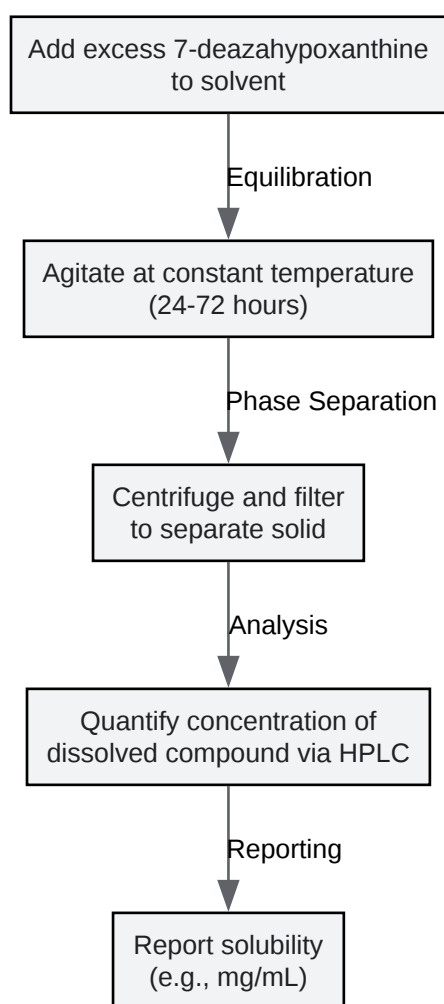 Add excess 7-deazahypoxanthine
to solvent
Equilibration
Agitate at constant temperature
(24-72 hours)
Phase Separation
Centrifuge and filter
to separate solid
Analysis
Quantify concentration of
dissolved compound via HPLC
Reporting
Report solubility
(e.g., mg/mL)